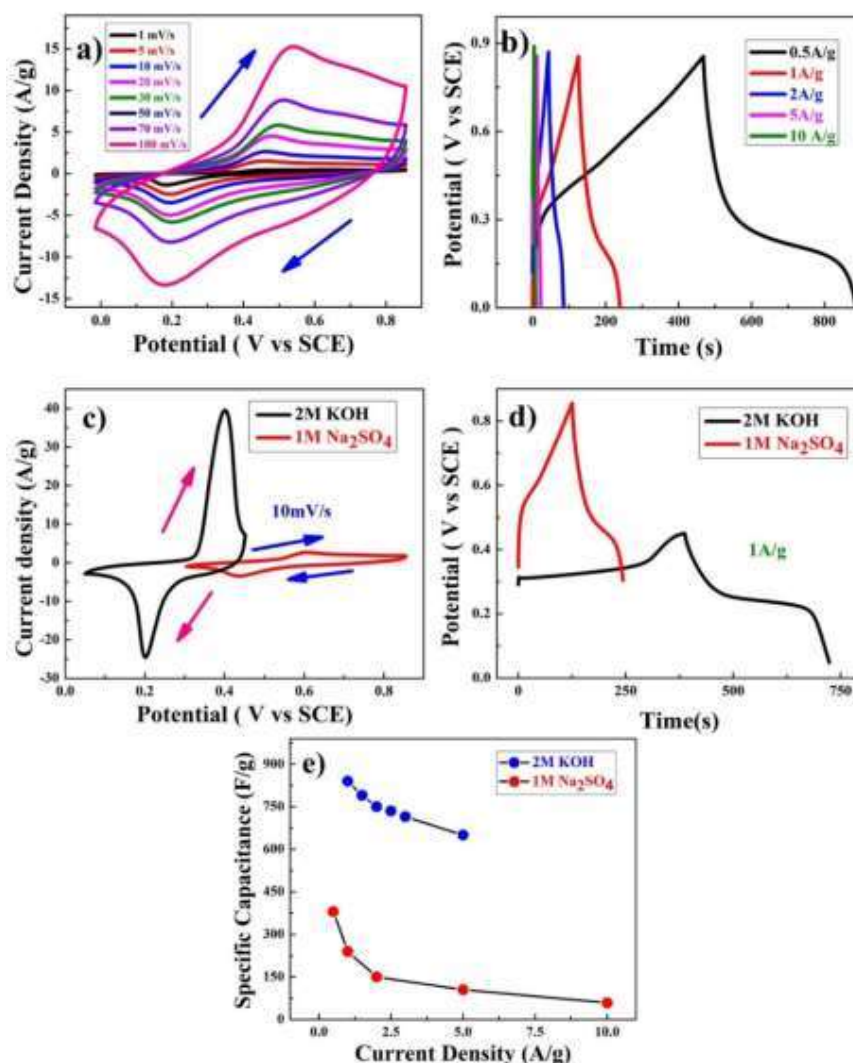 a)
1 mV/s
5 mV/s
10 mV/s
20 mV/s
30 mV/s
50 mV/s
70 mV/s
100 mV/s
Current Density (A/g)
15
10
5
0
-5
-10
-15
0.0 0.2 0.4 0.6 0.8
Potential ( V vs SCE)
b)
0.5A/g
1A/g
2A/g
5A/g
10 A/g
Potential ( V vs SCE)
0.9
0.6
0.3
0.0
0 200 400 600 800
Time (s)
c)
2M KOH
1M Na₂SO₄
10mV/s
Current density (A/g)
40
30
20
10
0
-10
-20
-30
0.0 0.2 0.4 0.6 0.8
Potential ( V vs SCE)
d)
2M KOH
1M Na₂SO₄
1A/g
Potential ( V vs SCE )
0.8
0.6
0.4
0.2
0.0
0 250 500 750
Time(s)
e)
2M KOH
1M Na₂SO₄
Specific Capacitance (F/g)
900
750
600
450
300
150
0
0.0 2.5 5.0 7.5 10.0
Current Density (A/g)